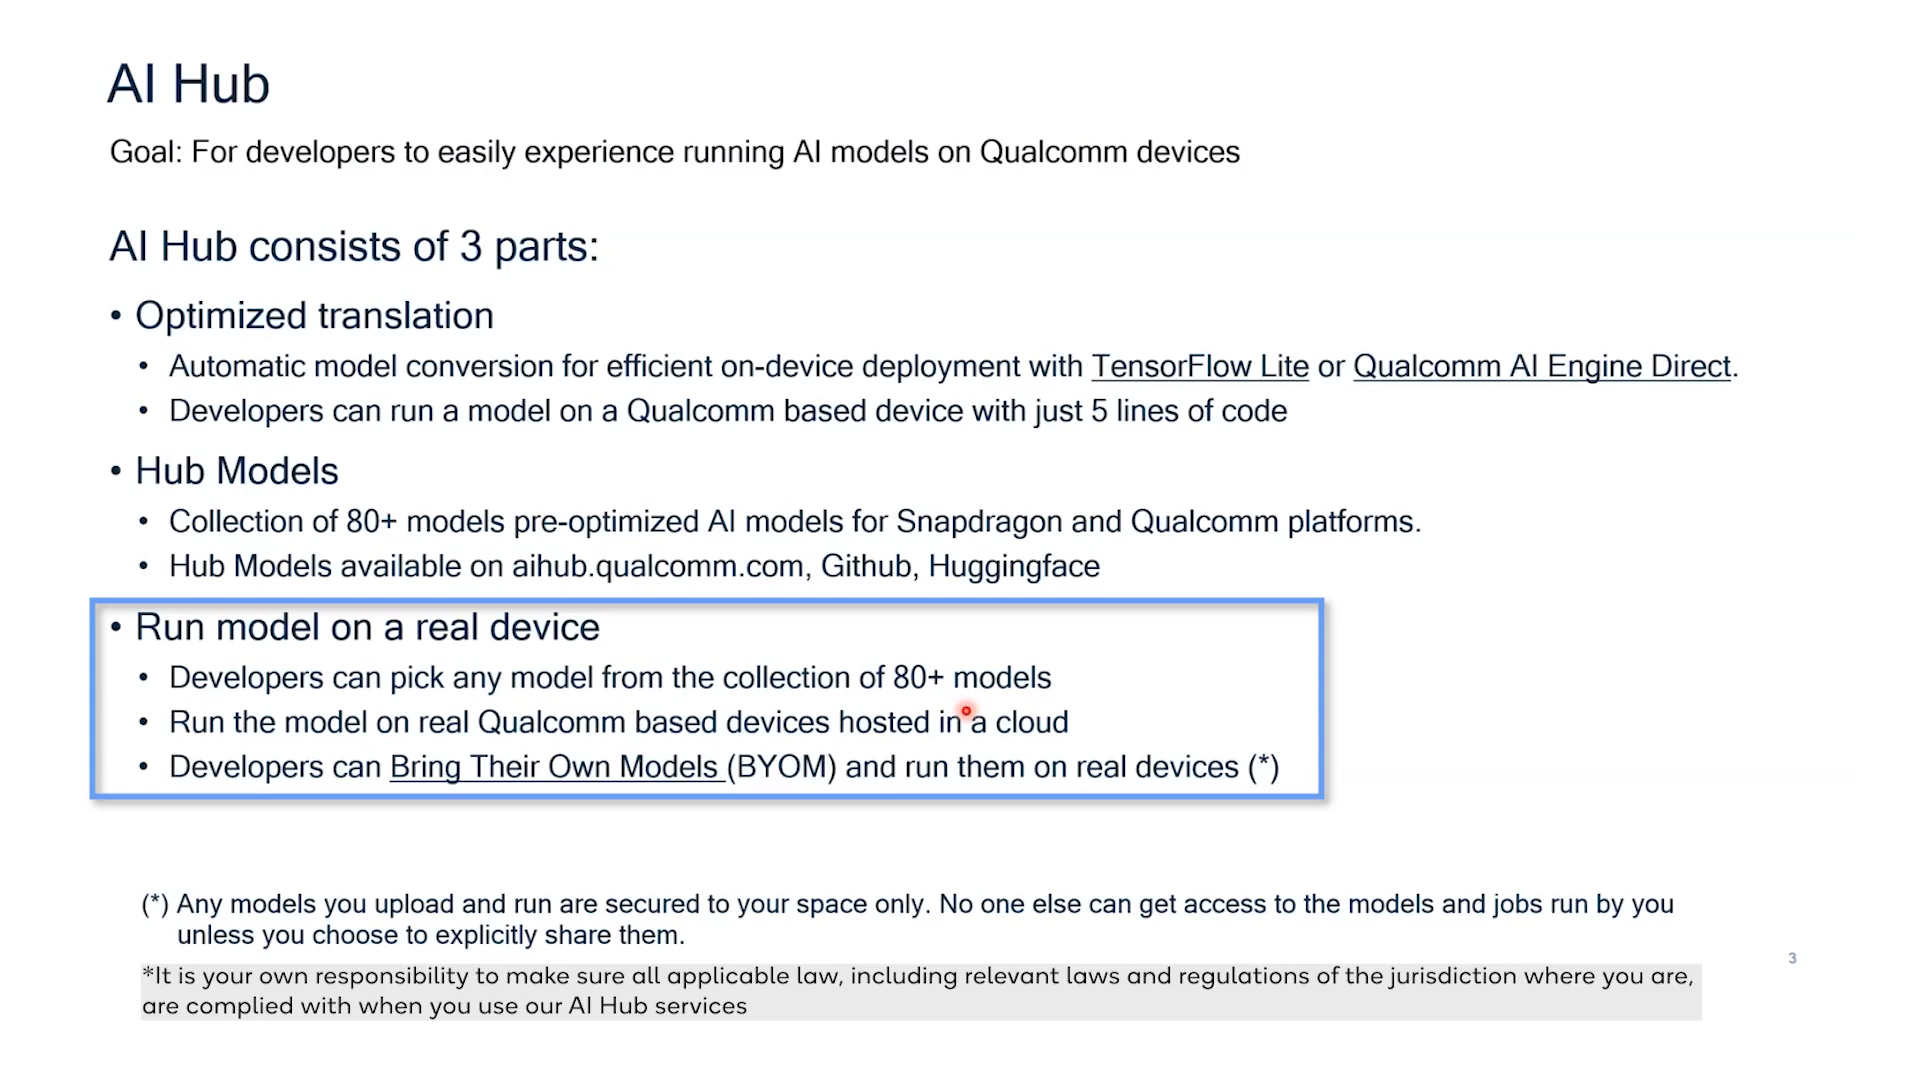 AI Hub
Goal: For developers to easily experience running AI models on Qualcomm devices
AI Hub consists of 3 parts:
• Optimized translation
• Automatic model conversion for efficient on-device deployment with TensorFlow Lite or Qualcomm AI Engine Direct.
• Developers can run a model on a Qualcomm based device with just 5 lines of code
• Hub Models
• Collection of 80+ models pre-optimized AI models for Snapdragon and Qualcomm platforms.
• Hub Models available on aihub.qualcomm.com, Github, Huggingface
• Run model on a real device
• Developers can pick any model from the collection of 80+ models
• Run the model on real Qualcomm based devices hosted in a cloud
• Developers can Bring Their Own Models (BYOM) and run them on real devices (*)
(*) Any models you upload and run are secured to your space only. No one else can get access to the models and jobs run by you
unless you choose to explicitly share them.
*It is your own responsibility to make sure all applicable law, including relevant laws and regulations of the jurisdiction where you are,
are complied with when you use our AI Hub services
3